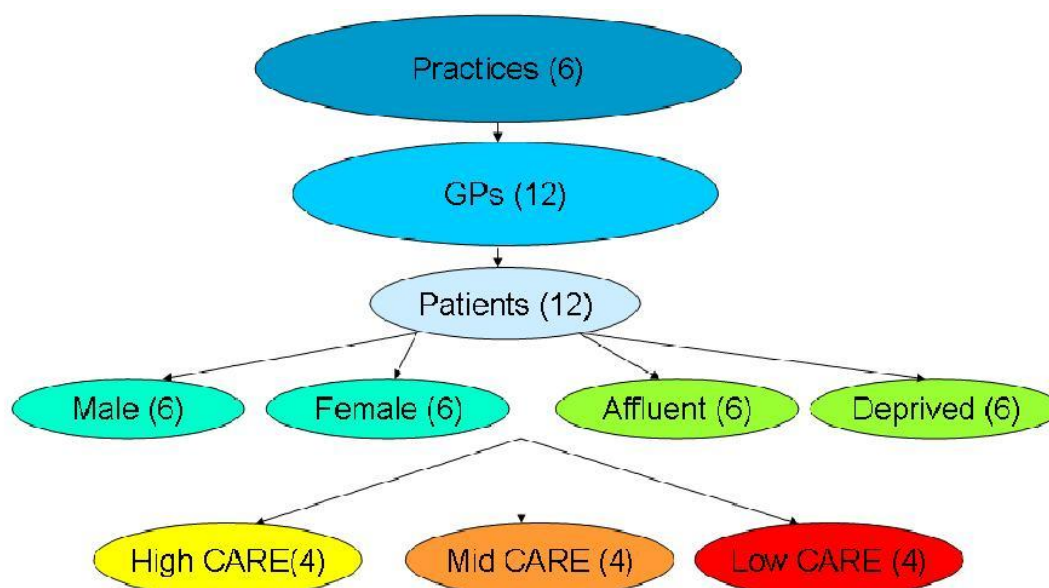 Practices (6)
GPs (12)
Patients (12)
Male (6)
Female (6)
Affluent (6)
Deprived (6)
High CARE(4)
Mid CARE (4)
Low CARE (4)